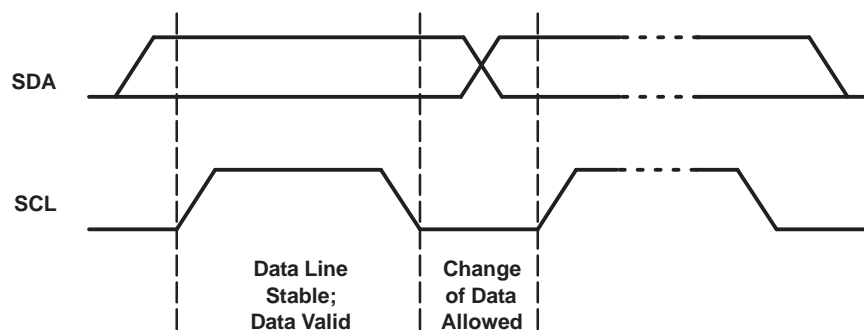 SDA
SCL
Data Line
Stable;
Data Valid
Change
of Data
Allowed